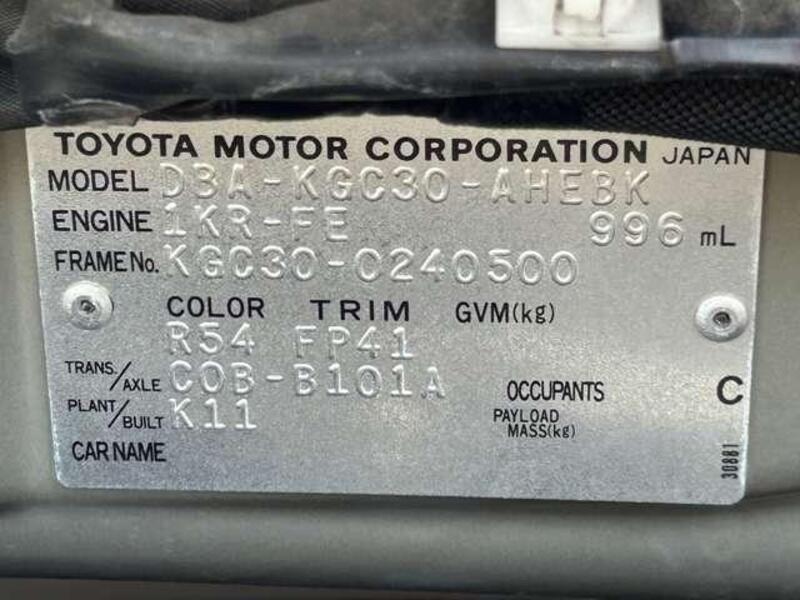 TOYOTA MOTOR CORPORATION JAPAN
MODEL DBA-KGC30-AHEBK
ENGINE 1KR-FE 996 mL
FRAME No. KGC30-0240500
COLOR TRIM GVM(kg)
R54 FP41
TRANS./AXLE C0B-B101A OCCUPANTS C
PLANT/BUILT K11 PAYLOAD MASS(kg)
CAR NAME 30881